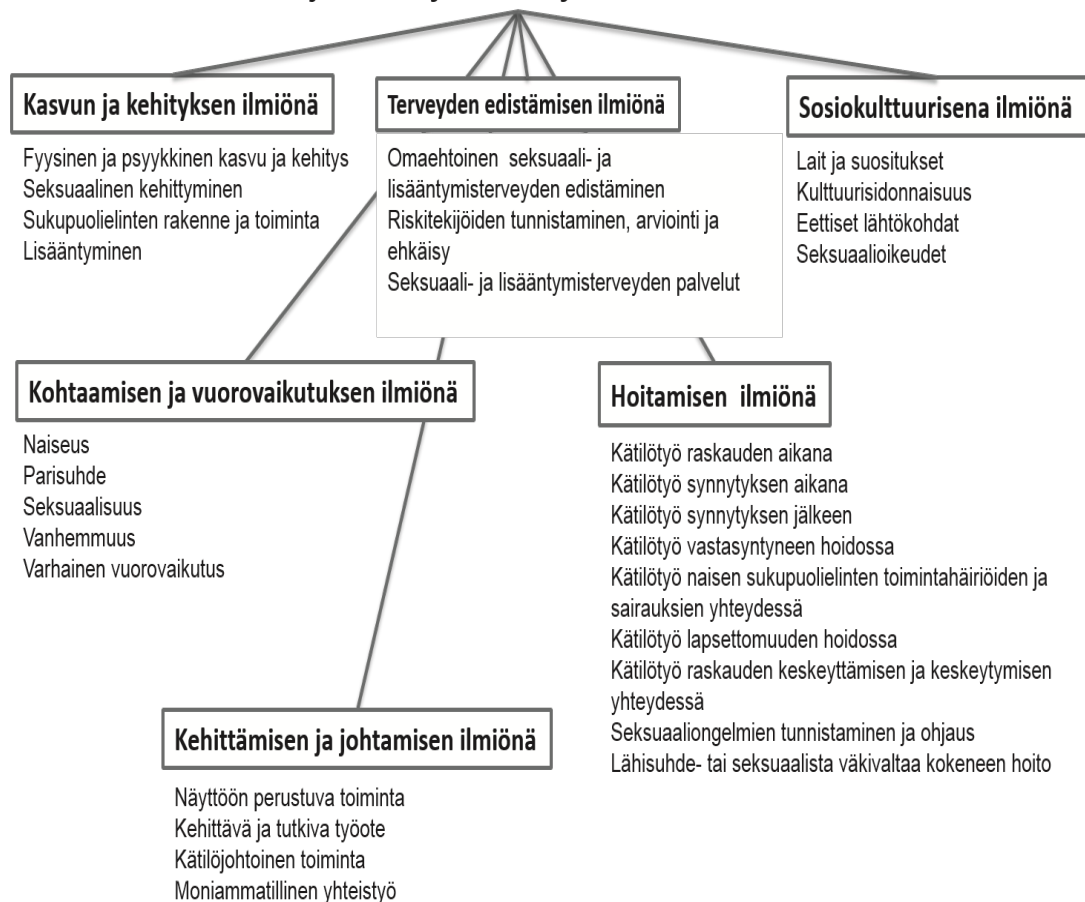 Kasvun ja kehityksen ilmiönä
Fyysinen ja psyykkinen kasvu ja kehitys
Seksuaalinen kehittyminen
Sukupuolielinten rakenne ja toiminta
Lisääntyminen
Terveyden edistämisen ilmiönä
Omaehtoinen seksuaali- ja
lisääntymisterveyden edistäminen
Riskitekijöiden tunnistaminen, arviointi ja
ehkäisy
Seksuaali- ja lisääntymisterveyden palvelut
Sosiokulttuurisena ilmiönä
Lait ja suositukset
Kulttuurisidonnaisuus
Eettiset lähtökohdat
Seksuaalioikeudet
Kohtaamisen ja vuorovaikutuksen ilmiönä
Naiseus
Parisuhde
Seksuaalisuus
Vanhemmuus
Varhainen vuorovaikutus
Hoitamisen ilmiönä
Kätilötyö raskauden aikana
Kätilötyö synnytyksen aikana
Kätilötyö synnytyksen jälkeen
Kätilötyö vastasyntyneen hoidossa
Kätilötyö naisen sukupuolielinten toimintahäiriöiden ja
sairauksien yhteydessä
Kätilötyö lapsettomuuden hoidossa
Kätilötyö raskauden keskeyttämisen ja keskeytymisen
yhteydessä
Seksuaaliongelmien tunnistaminen ja ohjaus
Lähisuhde- tai seksuaalista väkivaltaa kokeneen hoito
Kehittämisen ja johtamisen ilmiönä
Näyttöön perustuva toiminta
Kehittävä ja tutkiva työote
Kätilöjohtoinen toiminta
Moniammatillinen yhteistyö